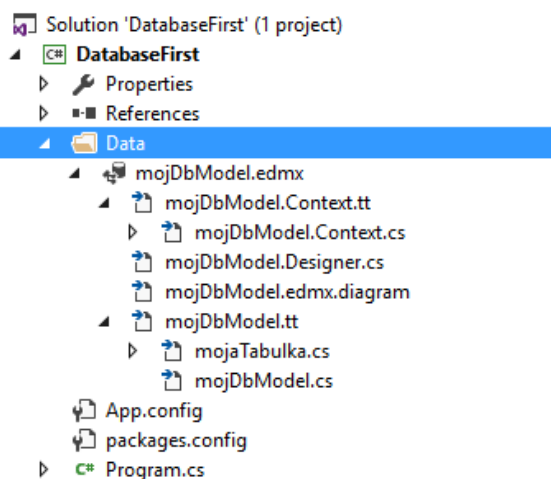 Solution 'DatabaseFirst' (1 project)
C# DatabaseFirst
Properties
References
Data
mojDbModel.edmx
mojDbModel.Context.tt
mojDbModel.Context.cs
mojDbModel.Designer.cs
mojDbModel.edmx.diagram
mojDbModel.tt
mojaTabulka.cs
mojDbModel.cs
App.config
packages.config
C# Program.cs